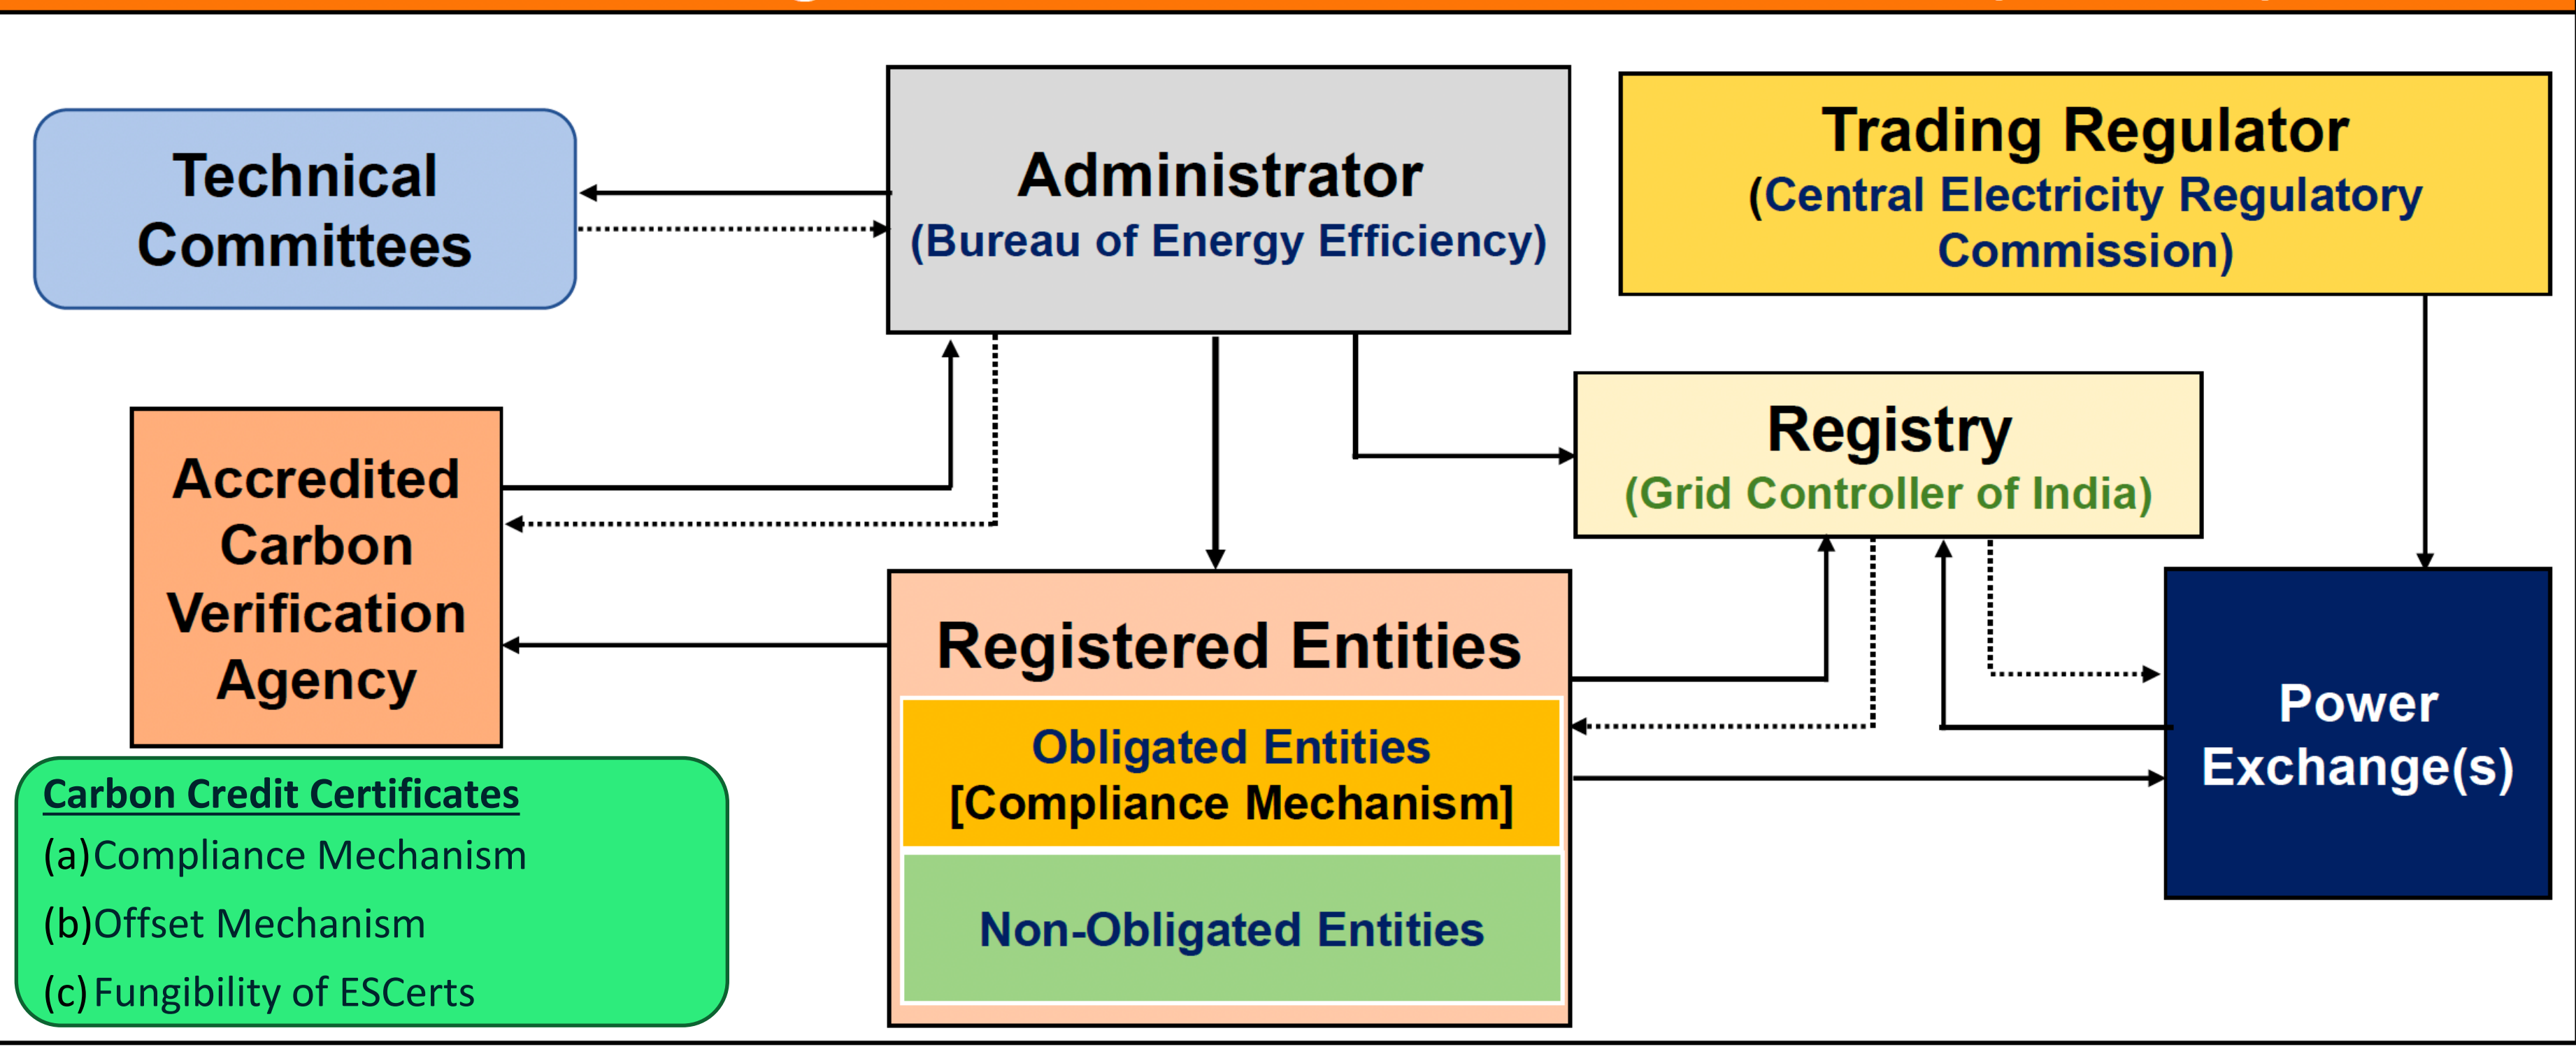 Technical
Committees
Administrator
(Bureau of Energy Efficiency)
Trading Regulator
(Central Electricity Regulatory
Commission)
Registry
(Grid Controller of India)
Accredited
Carbon
Verification
Agency
Registered Entities
Obligated Entities
[Compliance Mechanism]
Non-Obligated Entities
Power
Exchange(s)
Carbon Credit Certificates
(a)Compliance Mechanism
(b)Offset Mechanism
(c) Fungibility of ESCerts